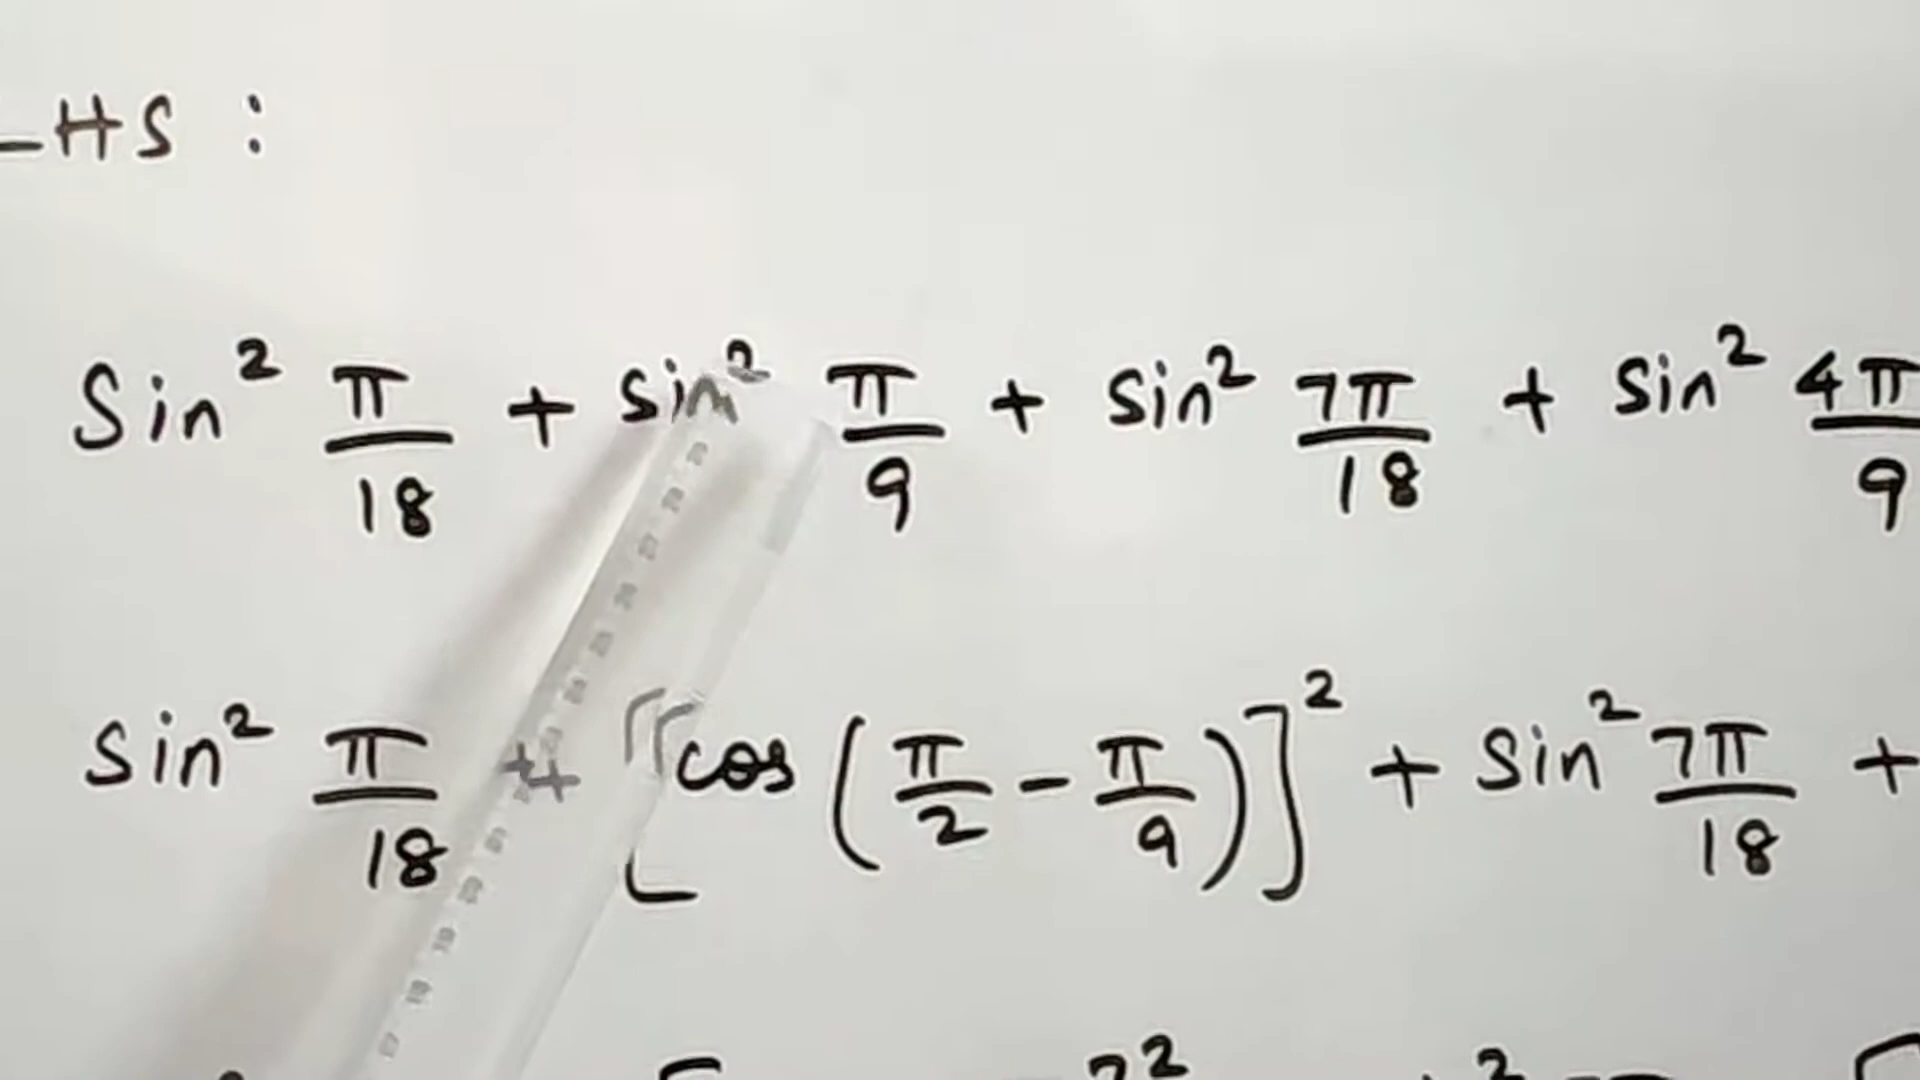 LHS :
Sin² π/18 + Sin² π/9 + Sin² 7π/18 + Sin² 4π/9
Sin² π/18 + [cos (π/2 - π/9)]² + Sin² 7π/18 +